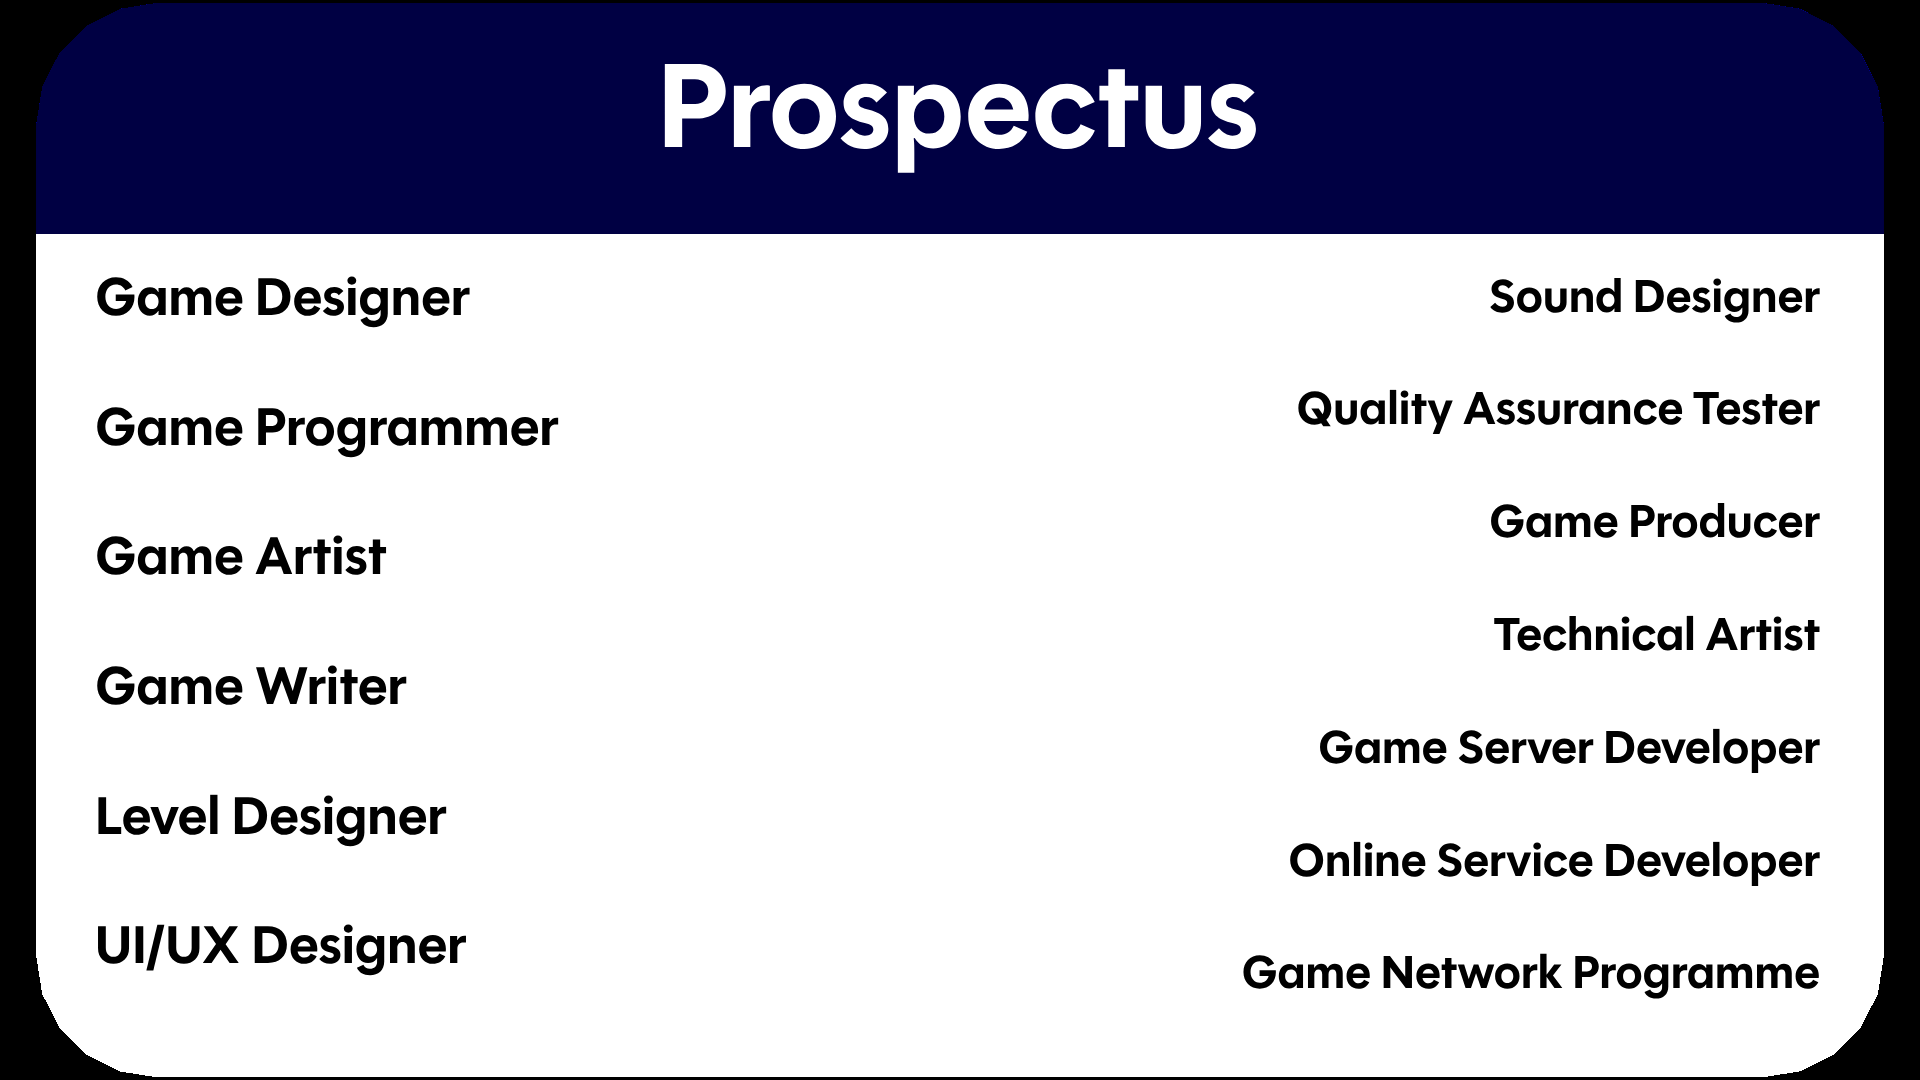 Prospectus
Game Designer
Game Programmer
Game Artist
Game Writer
Level Designer
UI/UX Designer
Sound Designer
Quality Assurance Tester
Game Producer
Technical Artist
Game Server Developer
Online Service Developer
Game Network Programme